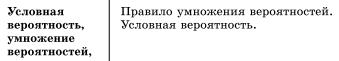 Условная
вероятность,
умножение
вероятностей,
Правило умножения вероятностей.
Условная вероятность.